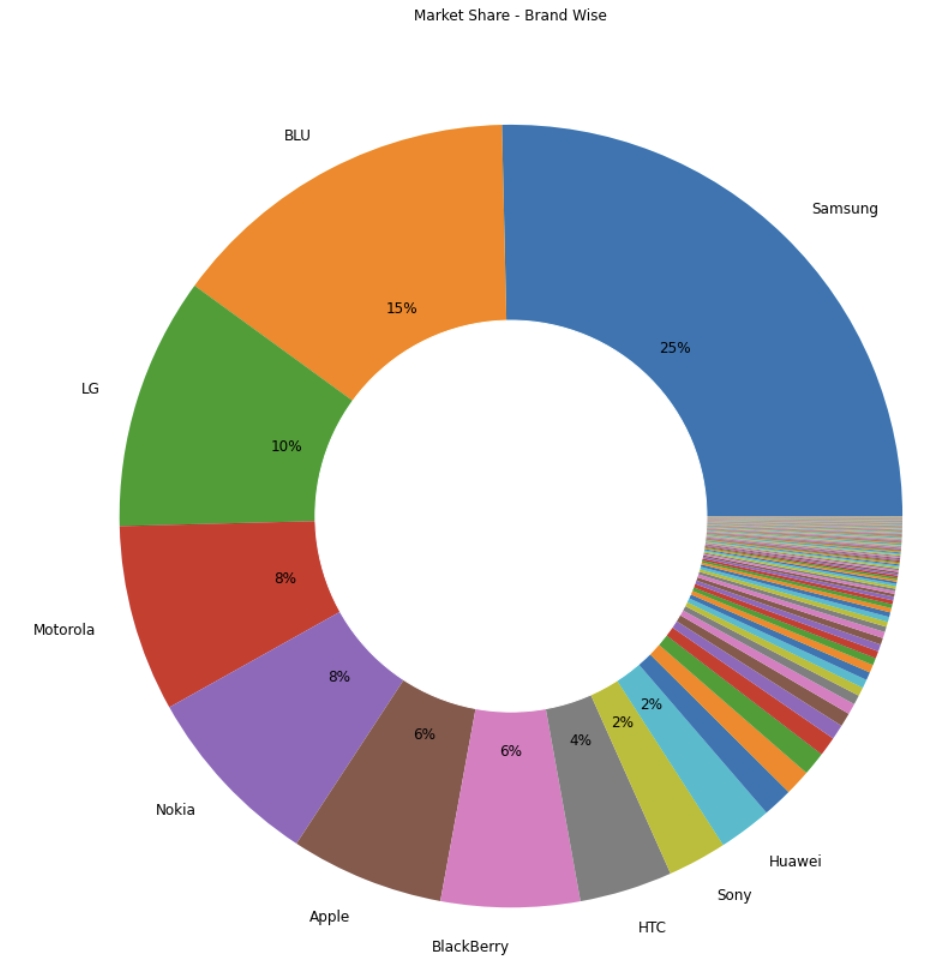 Market Share - Brand Wise
BLU
Samsung
15%
25%
LG
10%
8%
Motorola
8%
6%
6%
4%
2%
2%
Nokia
Huawei
Sony
Apple
HTC
BlackBerry